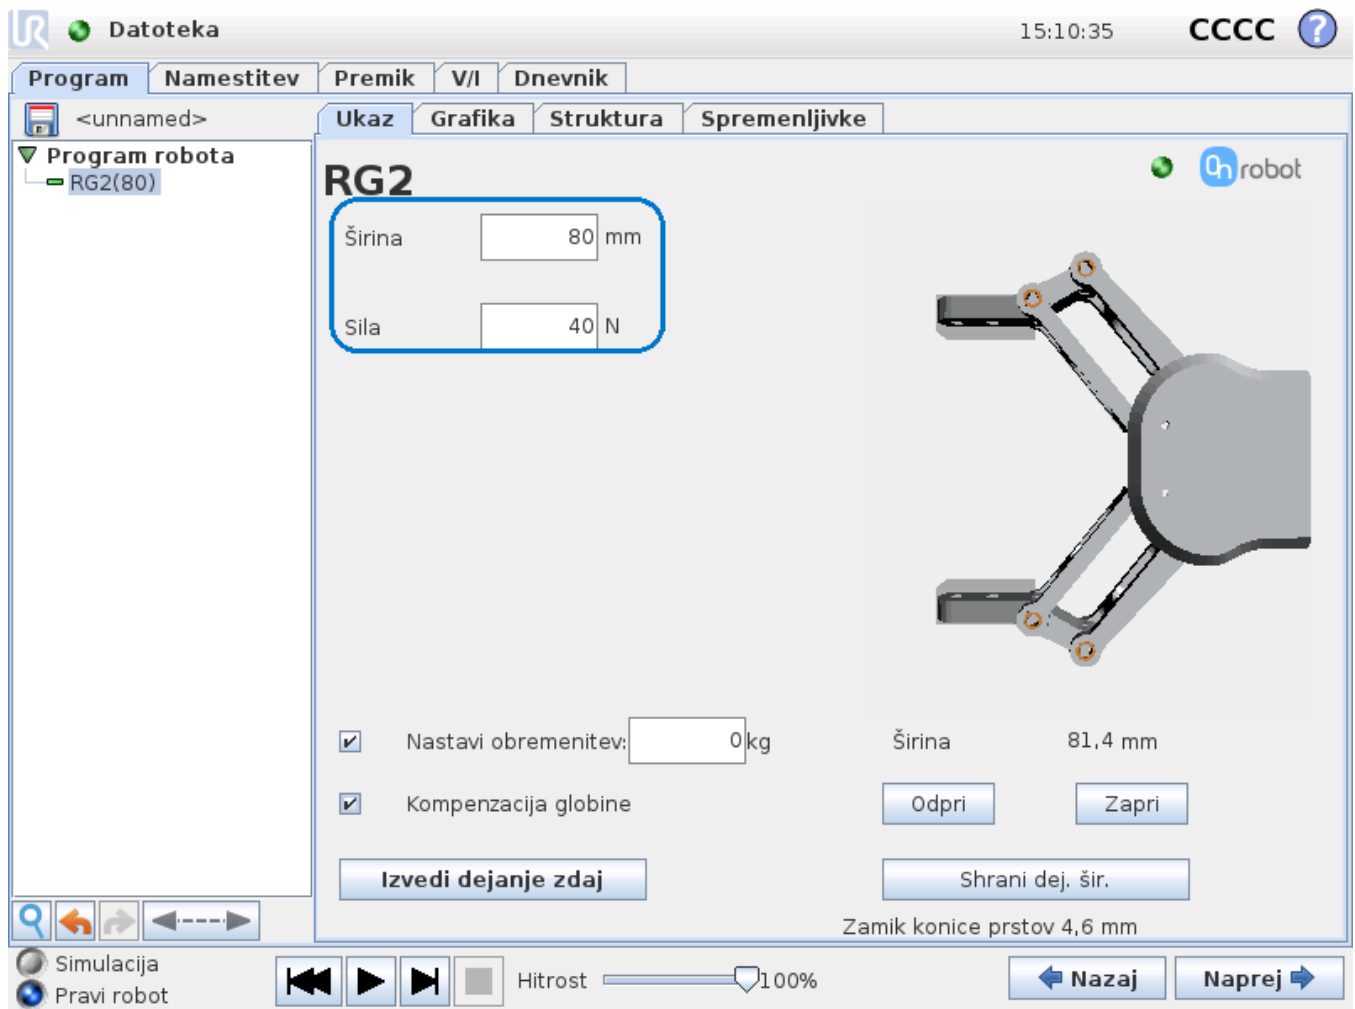 Datoteka 15:10:35 CCCC ?
Program Namestitev Premik V/I Dnevnik
<unnamed> Ukaz Grafika Struktura Spremenljivke
Program robota
RG2(80)
RG2
On robot
Širina 80 mm
Sila 40 N
Nastavi obremenitev: 0 kg Širina 81,4 mm
Kompenzacija globine Odpri Zapri
Izvedi dejanje zdaj Shrani dej. šir.
Zamik konice prstov 4,6 mm
Simulacija
Pravi robot
Hitrost 100% Nazaj Naprej